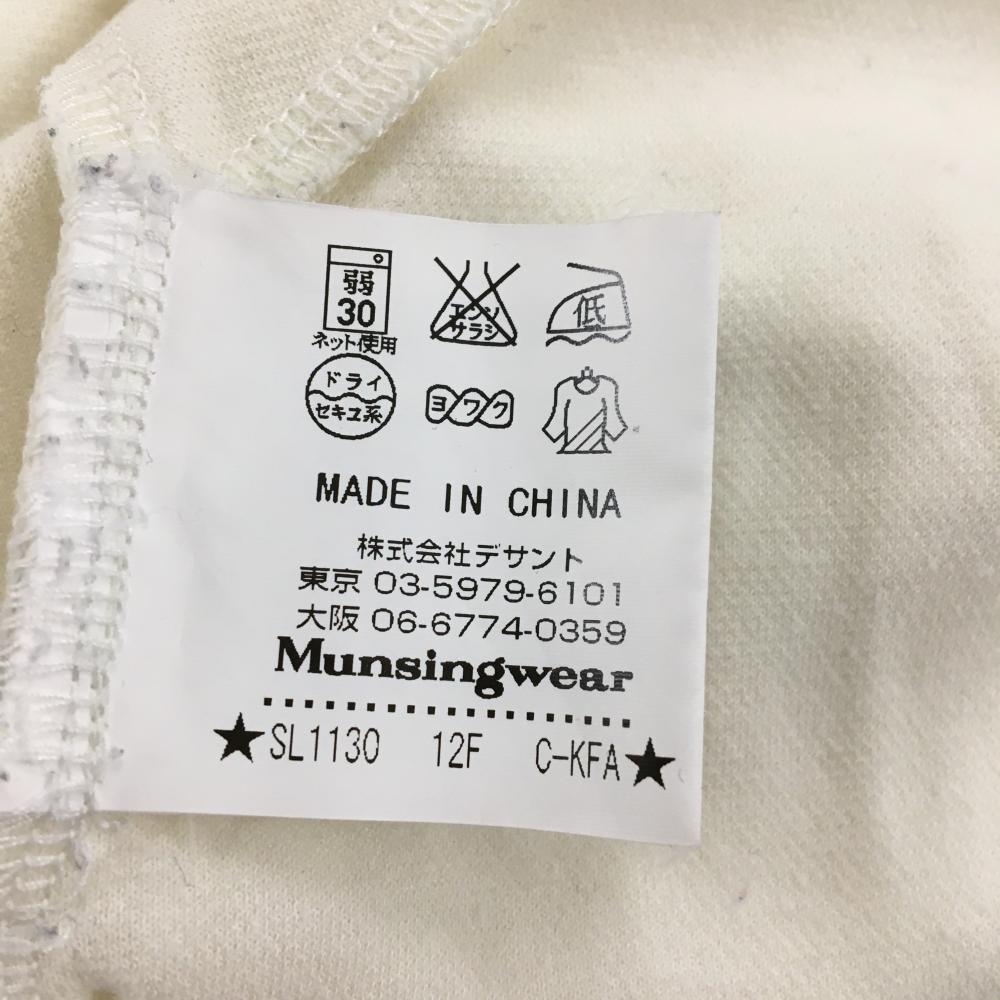 弱
30
ネット使用
エンソ
サラシ
低
ドライ
セキユ系
ヨワク
MADE IN CHINA
株式会社デサント
東京 03-5979-6101
大阪 06-6774-0359
Munsingwear
★SL1130 12F C-KFA★